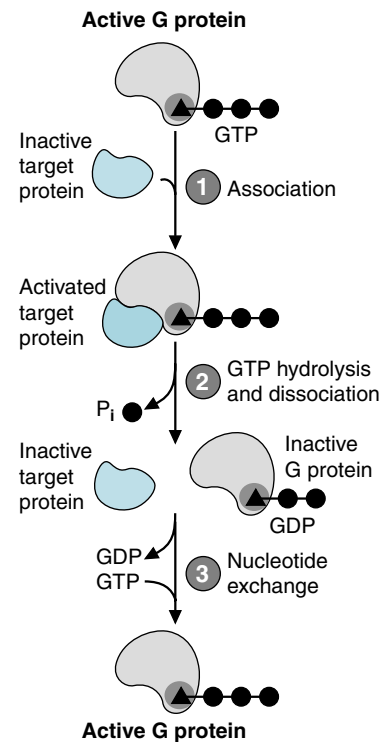 Active G protein
GTP
Inactive
target
protein
1 Association
Activated
target
protein
2 GTP hydrolysis
and dissociation
Pi
Inactive
target
protein
Inactive
G protein
GDP
GDP
GTP
3 Nucleotide
exchange
Active G protein